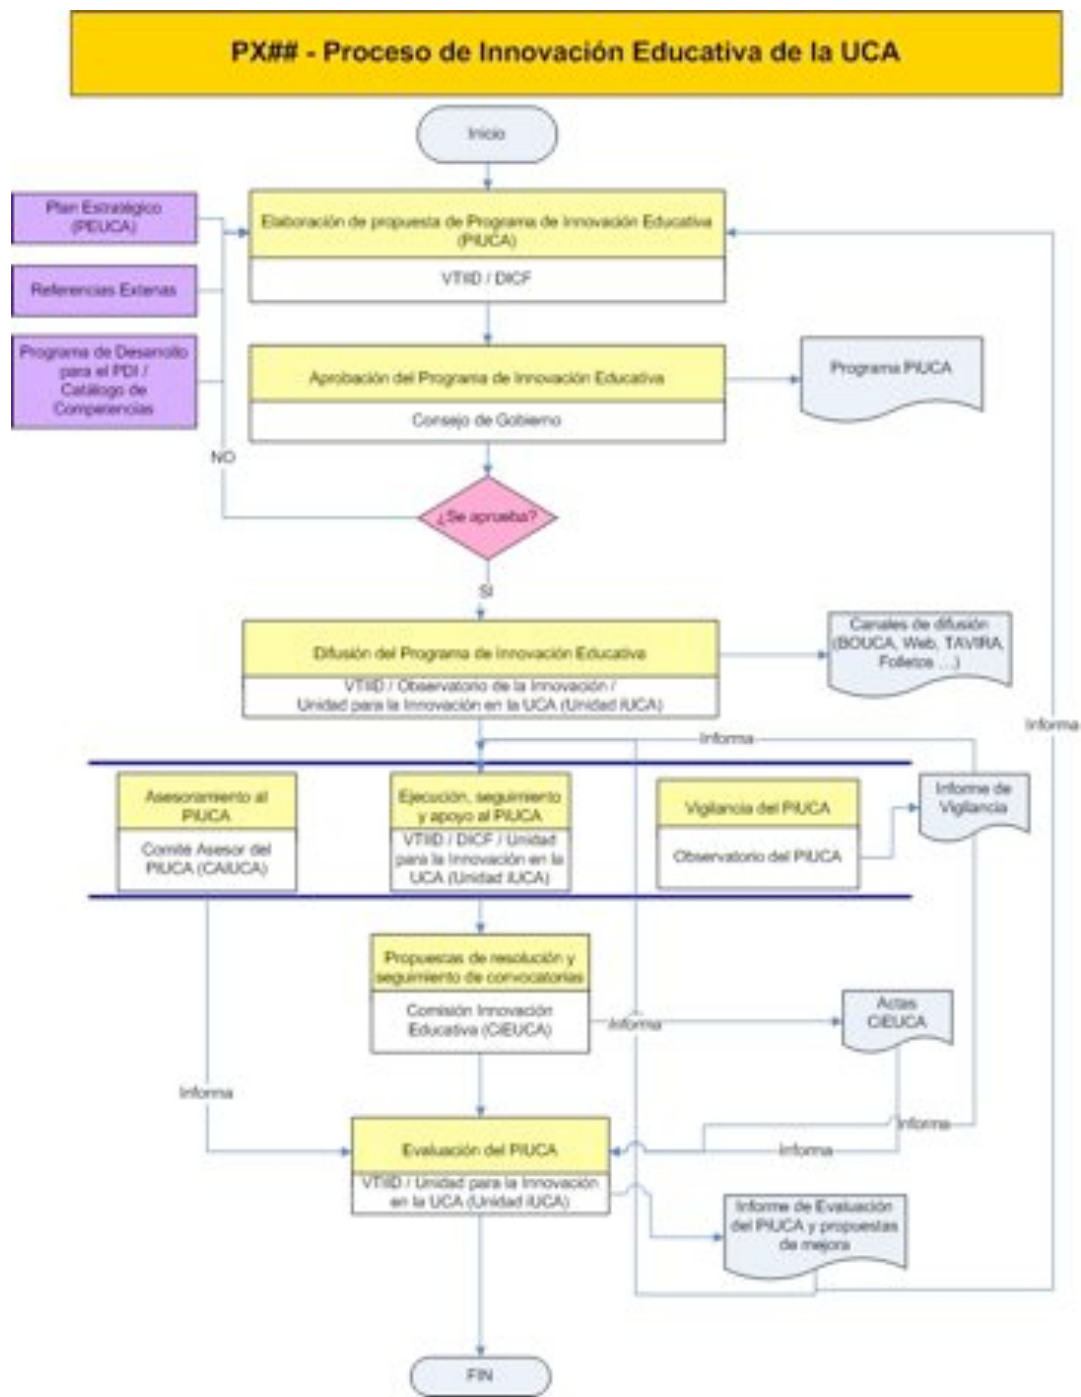 PX## - Proceso de Innovación Educativa de la UCA
Inicio
Plan Estratégico
(PEUCA)
Elaboración de propuesta de Programa de Innovación Educativa
(PiUCA)
VTIID / DICF
Referencias Externas
Programa de Desarrollo
para el PDI /
Catálogo de
Competencias
Aprobación del Programa de Innovación Educativa
Consejo de Gobierno
Programa PiUCA
NO
¿Se aprueba?
SI
Difusión del Programa de Innovación Educativa
VTIID / Observatorio de la Innovación /
Unidad para la Innovación en la UCA (Unidad iUCA)
Canales de difusión
(BOUCA, Web, TAVIRA,
Folletos ....)
Informa
Informa
Asesoramiento al
PiUCA
Comité Asesor del
PiUCA (CAiUCA)
Ejecución, seguimiento
y apoyo al PiUCA
VTIID / DICF / Unidad
para la Innovación en la
UCA (Unidad iUCA)
Vigilancia del PiUCA
Observatorio del PiUCA
Informe de
Vigilancia
Propuestas de resolución y
seguimiento de convocatorias
Comisión Innovación
Educativa (CiEUCA)
Informa
Actas
CiEUCA
Informa
Informa
Informa
Evaluación del PiUCA
VTIID / Unidad para la Innovación
en la UCA (Unidad iUCA)
Informe de Evaluación
del PiUCA y propuestas
de mejora
FIN